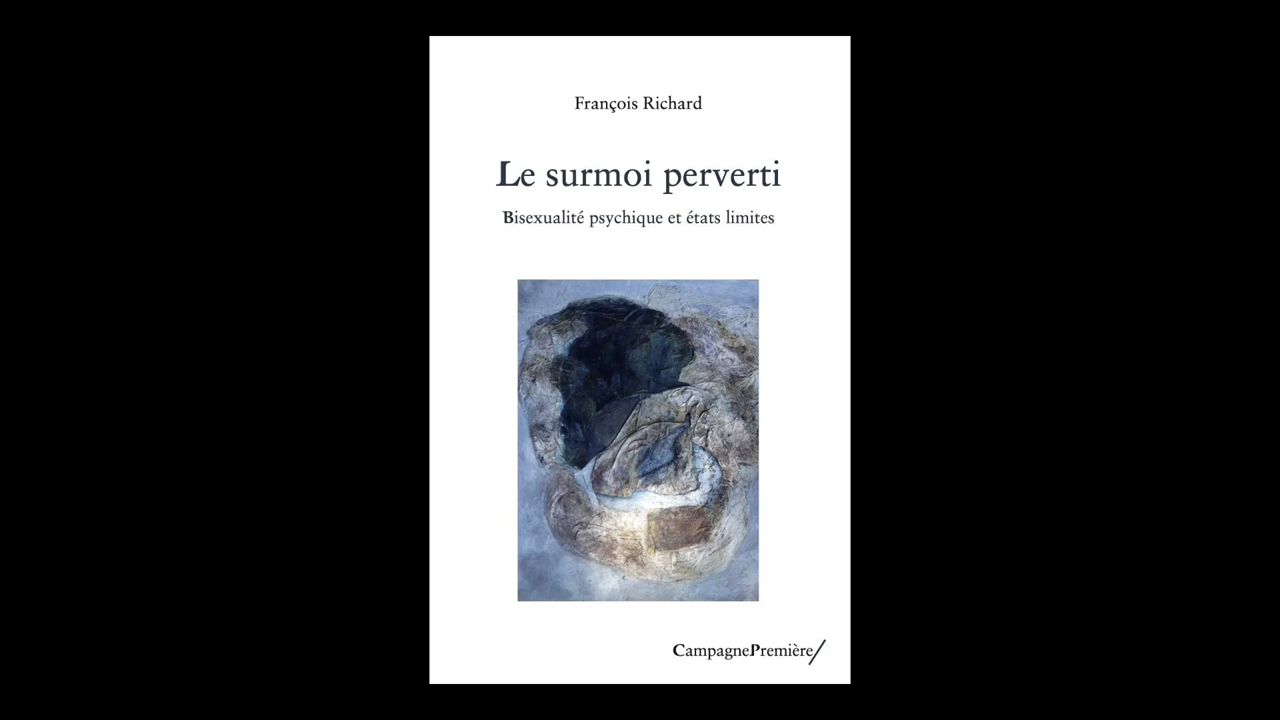 François Richard
Le surmoi perverti
Bisexualité psychique et états limites
CampagnePremière/